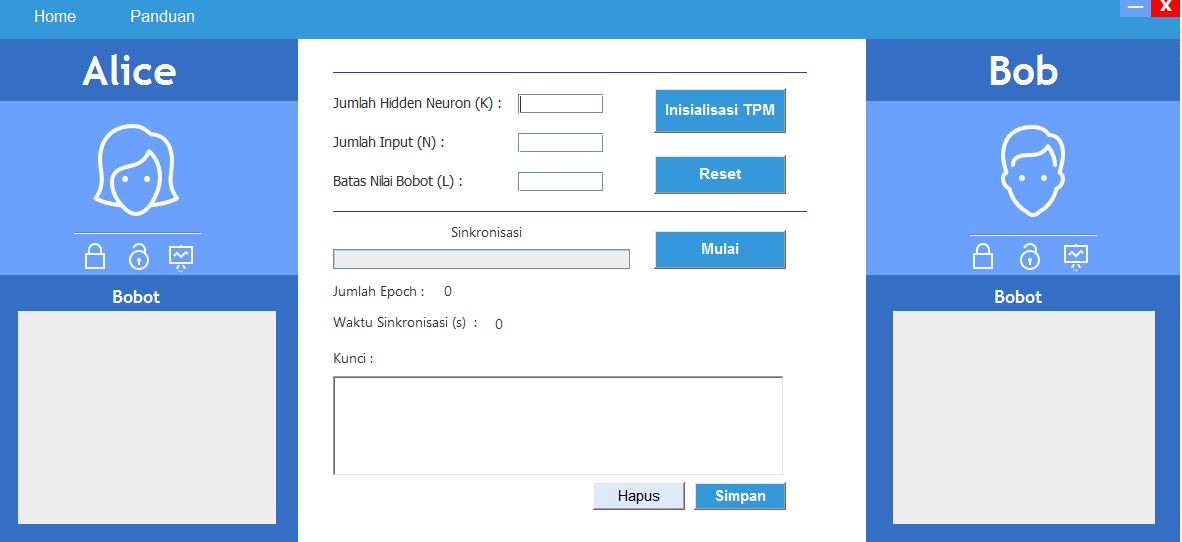 Home Panduan — X
Alice
Bob
Jumlah Hidden Neuron (K) :
Inisialisasi TPM
Jumlah Input (N) :
Batas Nilai Bobot (L) :
Reset
Sinkronisasi
Mulai
Jumlah Epoch : 0
Waktu Sinkronisasi (s) : 0
Kunci :
Hapus Simpan
Bobot
Bobot